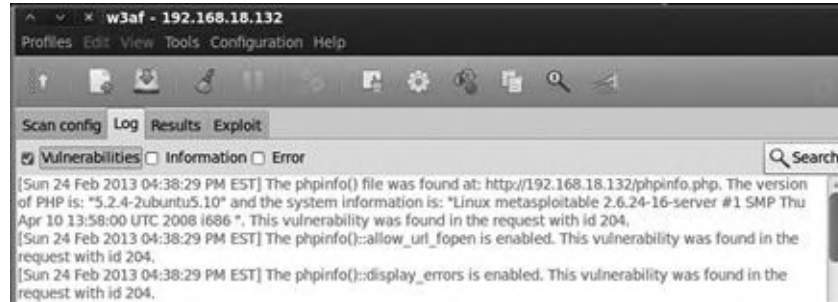 w3af - 192.168.18.132
Profiles Edit View Tools Configuration Help
Scan config Log Results Exploit
Vulnerabilities Information Error Search
[Sun 24 Feb 2013 04:38:29 PM EST] The phpinfo() file was found at: http://192.168.18.132/phpinfo.php. The version
of PHP is: "5.2.4-2ubuntu5.10" and the system information is: "Linux metasploitable 2.6.24-16-server #1 SMP Thu
Apr 10 13:58:00 UTC 2008 i686 ". This vulnerability was found in the request with id 204.
[Sun 24 Feb 2013 04:38:29 PM EST] The phpinfo()::allow_url_fopen is enabled. This vulnerability was found in the
request with id 204.
[Sun 24 Feb 2013 04:38:29 PM EST] The phpinfo()::display_errors is enabled. This vulnerability was found in the
request with id 204.